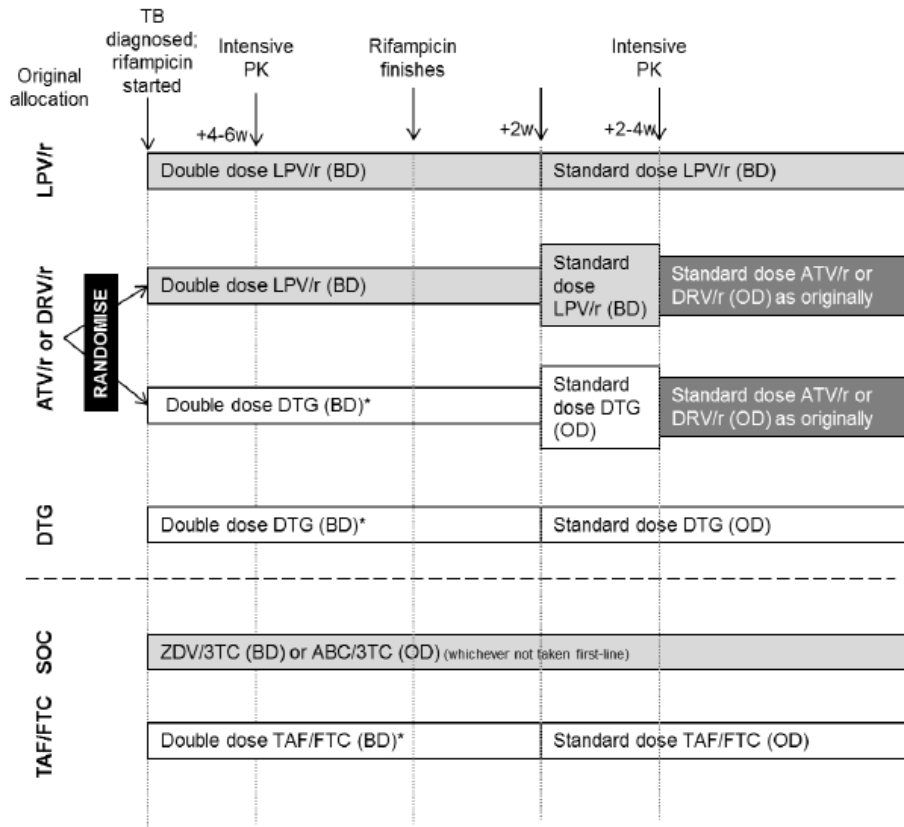 Original
allocation
TB
diagnosed;
rifampicin
started
Intensive
PK
Rifampicin
finishes
Intensive
PK
+4-6w
+2w
+2-4w
LPV/r
Double dose LPV/r (BD)
Standard dose LPV/r (BD)
ATV/r or DRV/r
RANDOMISE
Double dose LPV/r (BD)
Standard
dose
LPV/r (BD)
Standard dose ATV/r or
DRV/r (OD) as originally
Double dose DTG (BD)*
Standard
dose DTG
(OD)
Standard dose ATV/r or
DRV/r (OD) as originally
DTG
Double dose DTG (BD)*
Standard dose DTG (OD)
SOC
ZDV/3TC (BD) or ABC/3TC (OD) (whichever not taken first-line)
TAF/FTC
Double dose TAF/FTC (BD)*
Standard dose TAF/FTC (OD)